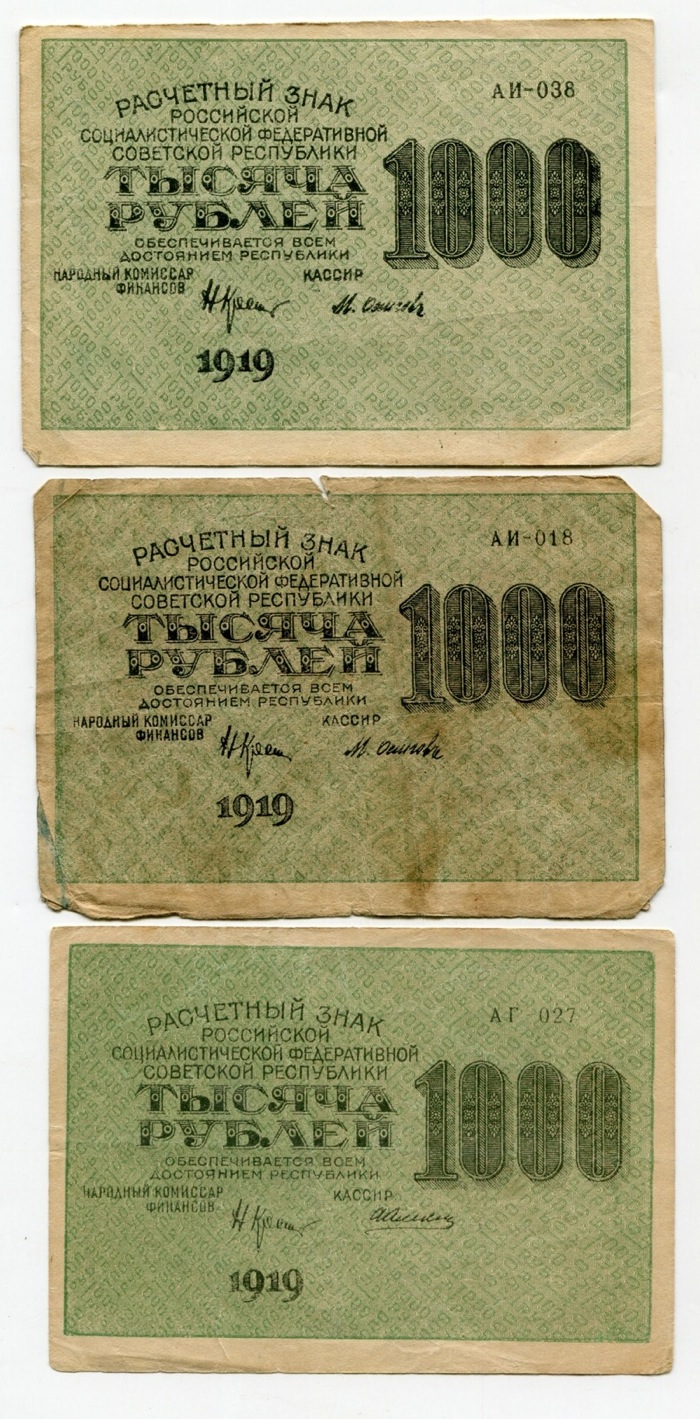 АИ-038
РАСЧЕТНЫЙ ЗНАК
РОССИЙСКОЙ
СОЦИАЛИСТИЧЕСКОЙ ФЕДЕРАТИВНОЙ
СОВЕТСКОЙ РЕСПУБЛИКИ
ТЫСЯЧА
РУБЛЕЙ
1000
ОБЕСПЕЧИВАЕТСЯ ВСЕМ
ДОСТОЯНИЕМ РЕСПУБЛИКИ
НАРОДНЫЙ КОМИССАР
ФИНАНСОВ
КАССИР
1919
АИ-018
РАСЧЕТНЫЙ ЗНАК
РОССИЙСКОЙ
СОЦИАЛИСТИЧЕСКОЙ ФЕДЕРАТИВНОЙ
СОВЕТСКОЙ РЕСПУБЛИКИ
ТЫСЯЧА
РУБЛЕЙ
1000
ОБЕСПЕЧИВАЕТСЯ ВСЕМ
ДОСТОЯНИЕМ РЕСПУБЛИКИ
НАРОДНЫЙ КОМИССАР
ФИНАНСОВ
КАССИР
1919
АГ 027
РАСЧЕТНЫЙ ЗНАК
РОССИЙСКОЙ
СОЦИАЛИСТИЧЕСКОЙ ФЕДЕРАТИВНОЙ
СОВЕТСКОЙ РЕСПУБЛИКИ
ТЫСЯЧА
РУБЛЕЙ
1000
ОБЕСПЕЧИВАЕТСЯ ВСЕМ
ДОСТОЯНИЕМ РЕСПУБЛИКИ
НАРОДНЫЙ КОМИССАР
ФИНАНСОВ
КАССИР
1919